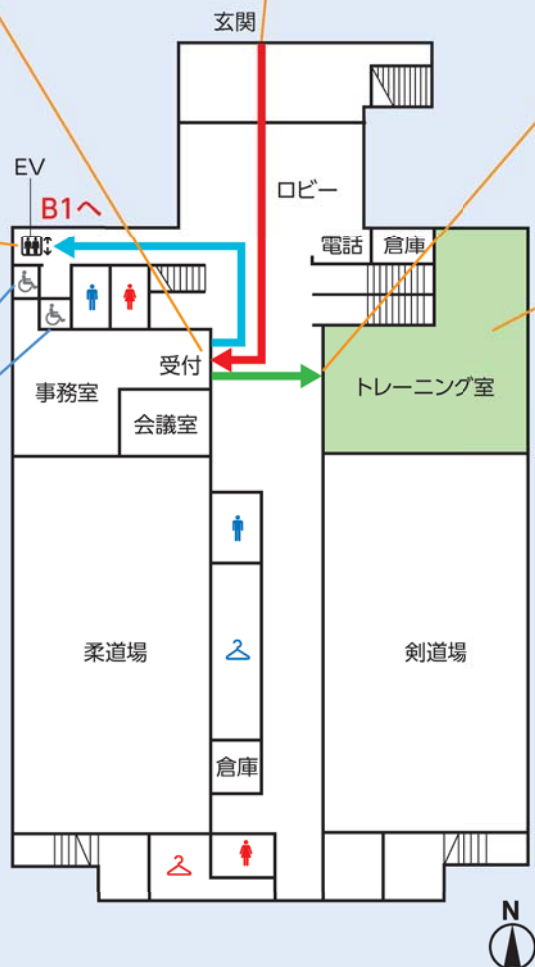 玄関
ロビー
EV
B1へ
電話
倉庫
受付
事務室
会議室
トレーニング室
柔道場
剣道場
倉庫
N